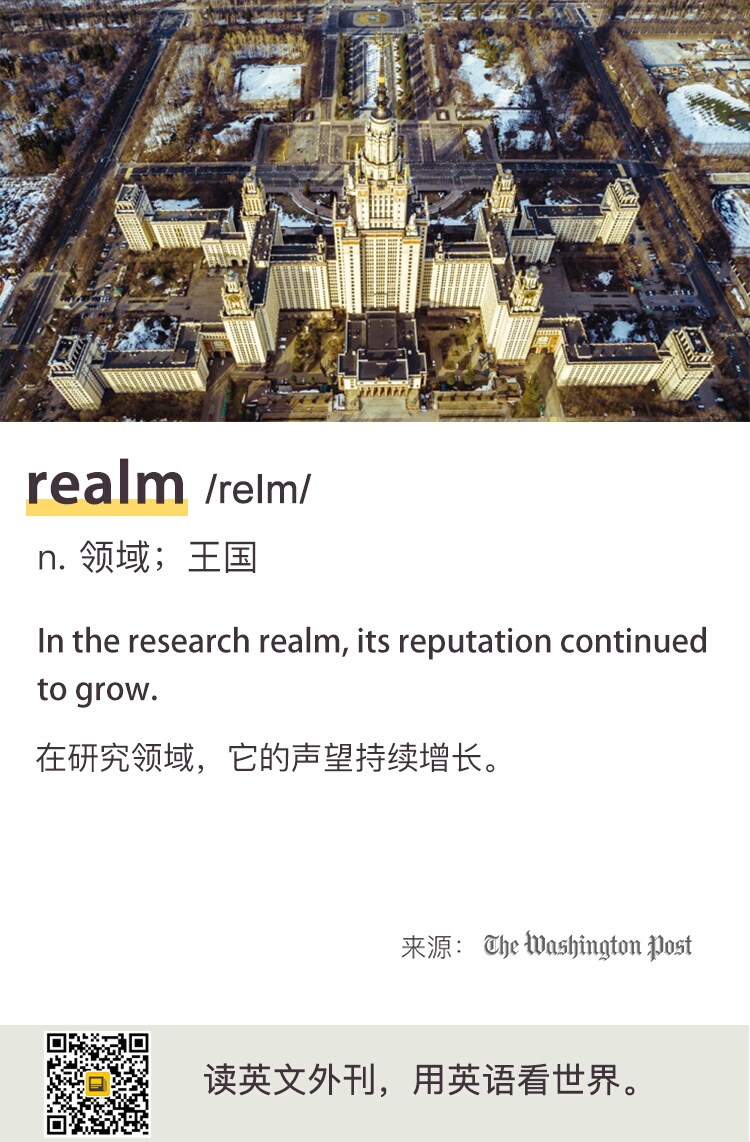 realm /relm/
n. 领域；王国
In the research realm, its reputation continued
to grow.
在研究领域，它的声望持续增长。
来源： The Washington Post
读英文外刊，用英语看世界。